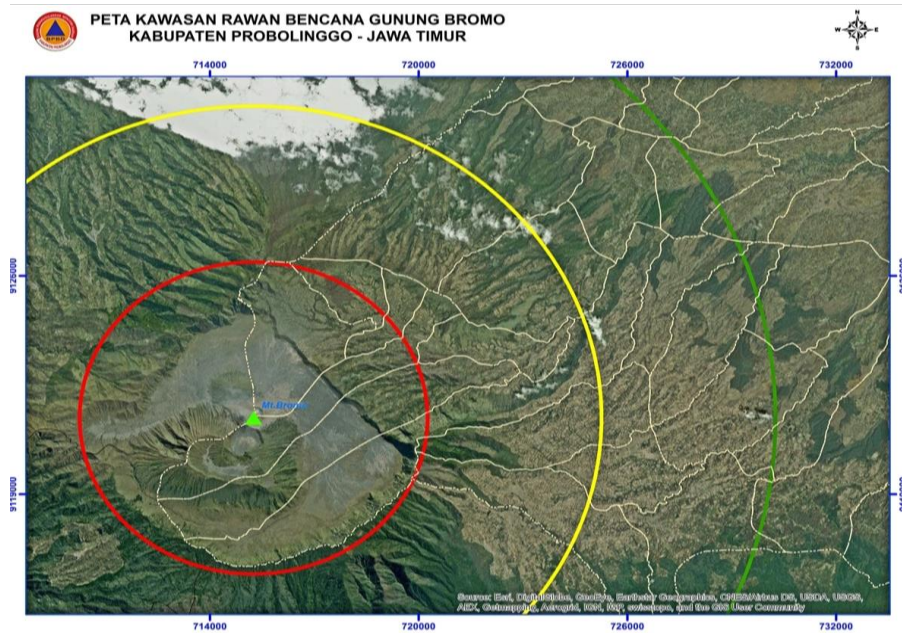 PETA KAWASAN RAWAN BENCANA GUNUNG BROMO
KABUPATEN PROBOLINGGO - JAWA TIMUR
N
W E
S
714000 720000 726000 732000
Mt.Bromo
9119000
Source: Esri, DigitalGlobe, GeoEye, Earthstar Geographics, CNES/Airbus DS, USDA, USGS,
AEX, Getmapping, Aerogrid, IGN, IGP, swisstopo, and the GIS User Community
714000 720000 726000 732000